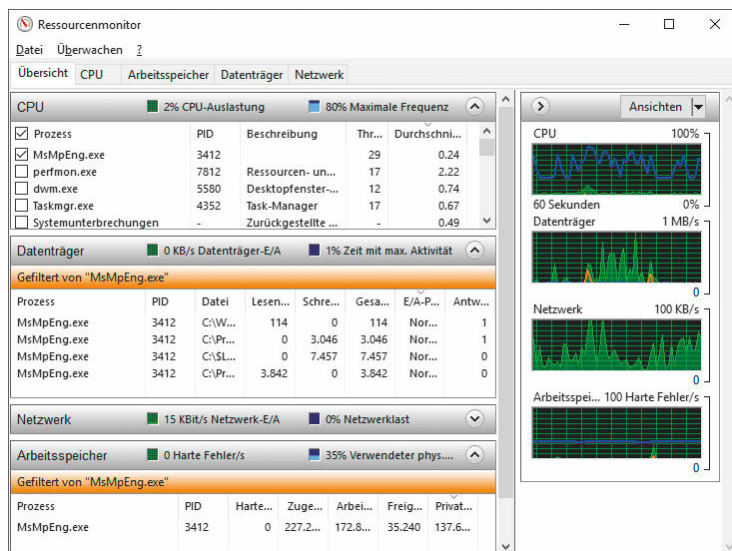 Ressourcenmonitor
Datei Überwachen ?
Übersicht CPU Arbeitsspeicher Datenträger Netzwerk
CPU 2% CPU-Auslastung 80% Maximale Frequenz
Prozess PID Beschreibung Thr... Durchschni...
MsMpEng.exe 3412 29 0.24
perfmon.exe 7812 Ressourcen- un... 17 2.22
dwm.exe 5580 Desktopfenster-... 12 0.74
Taskmgr.exe 4352 Task-Manager 17 0.67
Systemunterbrechungen - Zurückgestellte ... - 0.49
Datenträger 0 KB/s Datenträger-E/A 1% Zeit mit max. Aktivität
Gefiltert von "MsMpEng.exe"
Prozess PID Datei Lesen... Schre... Gesa... E/A-P... Antw...
MsMpEng.exe 3412 C:\W... 114 0 114 Nor... 1
MsMpEng.exe 3412 C:\Pr... 0 3.046 3.046 Nor... 1
MsMpEng.exe 3412 C:\$L... 0 7.457 7.457 Nor... 0
MsMpEng.exe 3412 C:\Pr... 3.842 0 3.842 Nor... 0
Netzwerk 15 KBit/s Netzwerk-E/A 0% Netzwerklast
Arbeitsspeicher 0 Harte Fehler/s 35% Verwendeter phys....
Gefiltert von "MsMpEng.exe"
Prozess PID Harte... Zuge... Arbei... Freig... Privat...
MsMpEng.exe 3412 0 227.2... 172.8... 35.240 137.6...
Ansichten
CPU 100%
60 Sekunden 0%
Datenträger 1 MB/s
0
Netzwerk 100 KB/s
0
Arbeitsspei... 100 Harte Fehler/s
0